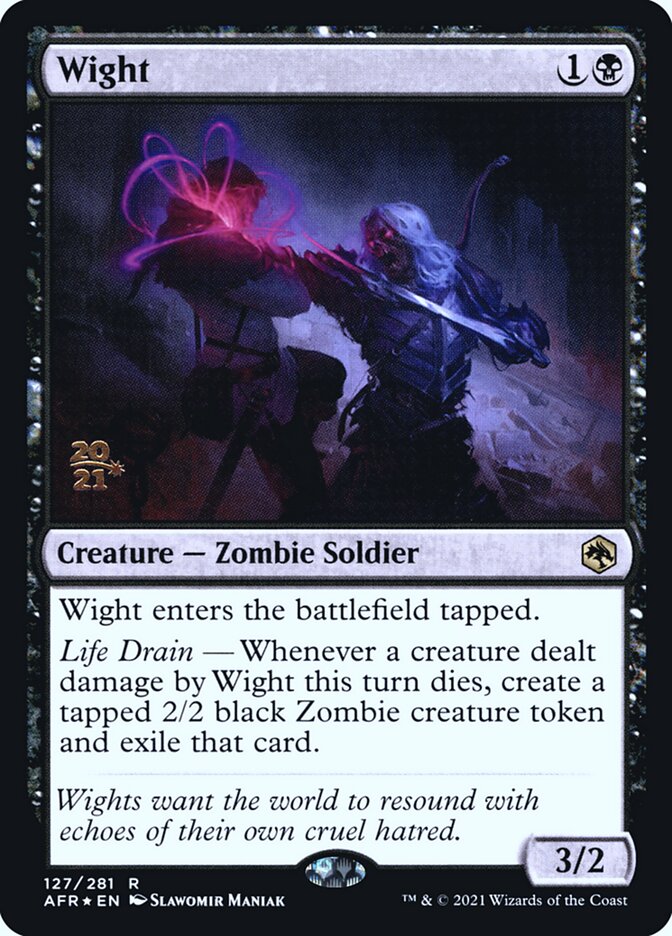 Wight 1
20
21
Creature — Zombie Soldier
Wight enters the battlefield tapped.
Life Drain — Whenever a creature dealt
damage by Wight this turn dies, create a
tapped 2/2 black Zombie creature token
and exile that card.
Wights want the world to resound with
echoes of their own cruel hatred.
3/2
127/281 R
AFR★EN Slawomir Maniak ™ & © 2021 Wizards of the Coast